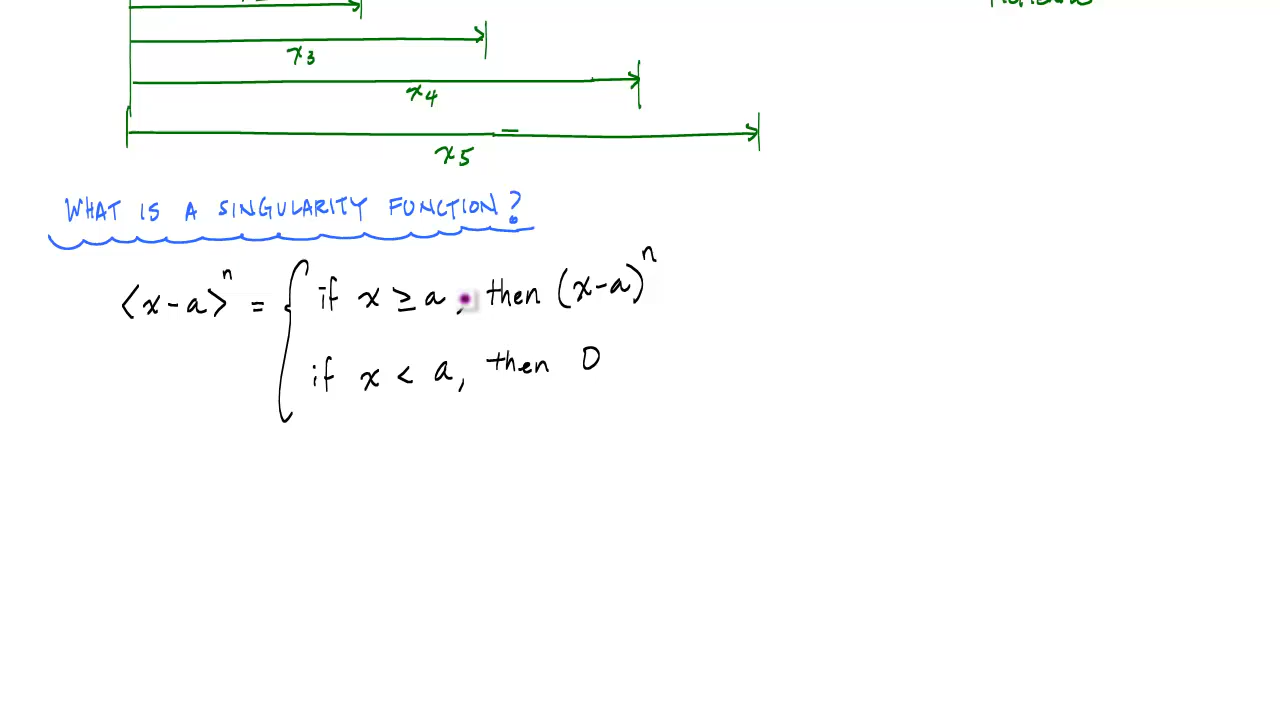 x3
x4
x5
WHAT IS A SINGULARITY FUNCTION?
<x-a>^n = { if x ≥ a, then (x-a)^n
if x < a, then 0